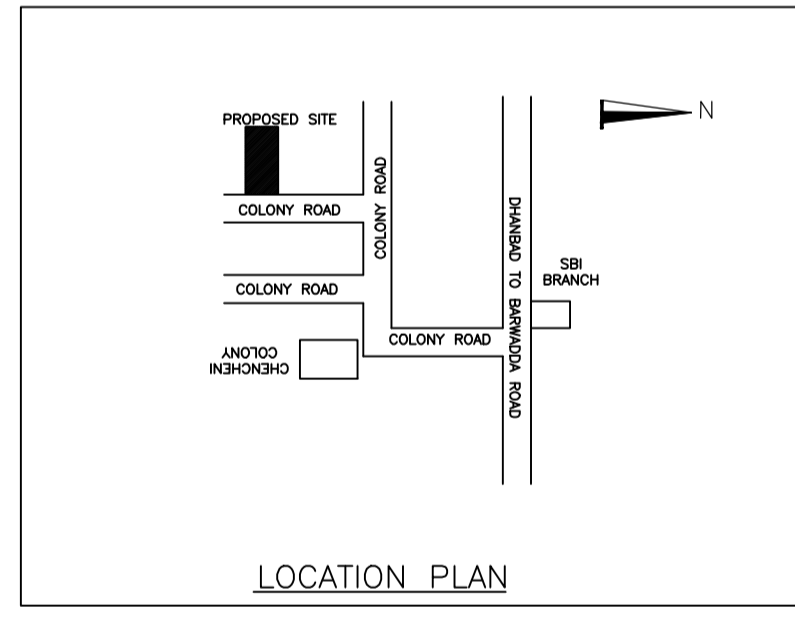 PROPOSED SITE
N
COLONY ROAD
COLONY ROAD
DHANBAD TO BARWADDA ROAD
SBI
BRANCH
COLONY ROAD
COLONY ROAD
CHENCHENI
COLONY
LOCATION PLAN